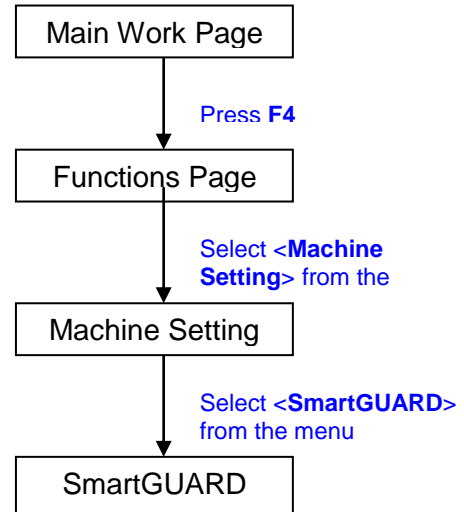 Main Work Page
Press F4
Functions Page
Select <Machine
Setting> from the
Machine Setting
Select <SmartGUARD>
from the menu
SmartGUARD